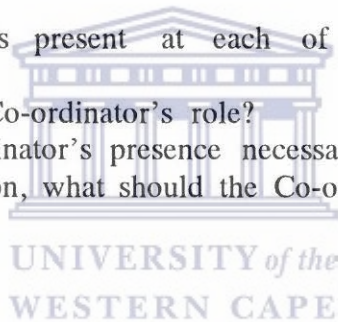 s present at each of
Co-ordinator's role?
inator's presence necessa
on, what should the Co-o
UNIVERSITY of the
WESTERN CAPE